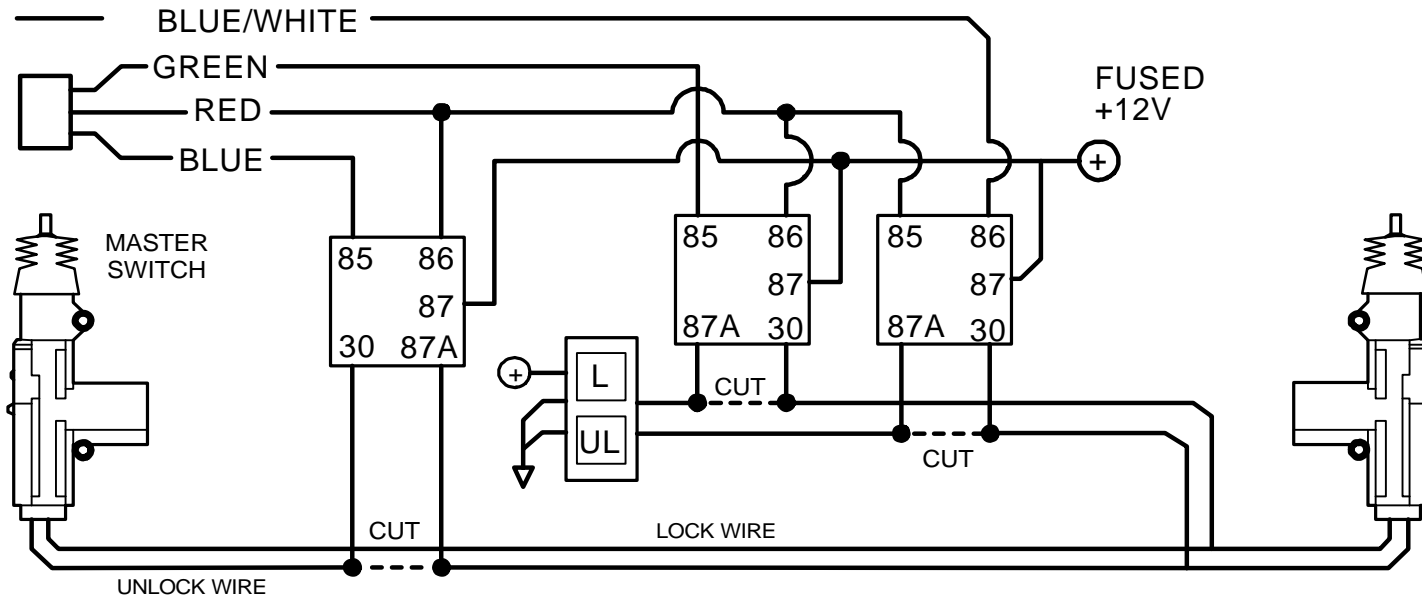 BLUE/WHITE
GREEN
RED
BLUE
FUSED
+12V
+
MASTER
SWITCH
85 86
87
30 87A
85 86
87
87A 30
85 86
87
87A 30
+
L
UL
CUT
CUT
CUT
LOCK WIRE
UNLOCK WIRE